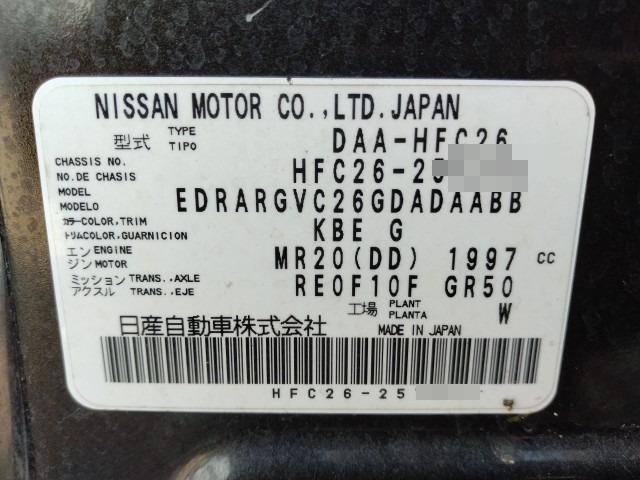 NISSAN MOTOR CO.,LTD.JAPAN
型式 TYPE TIPO DAA-HFC26
CHASSIS NO. NO.DE CHASIS HFC26-2
MODEL MODELO EDRARGVC26GDADAABB
カラー COLOR,TRIM トリム COLOR,GUARNICION KBE G
エンジン ENGINE MOTOR MR20(DD) 1997 CC
ミッション TRANS.,AXLE アクスル TRANS.,EJE RE0F10F GR50
工場 PLANT PLANTA W
日産自動車株式会社 MADE IN JAPAN
HFC26-25